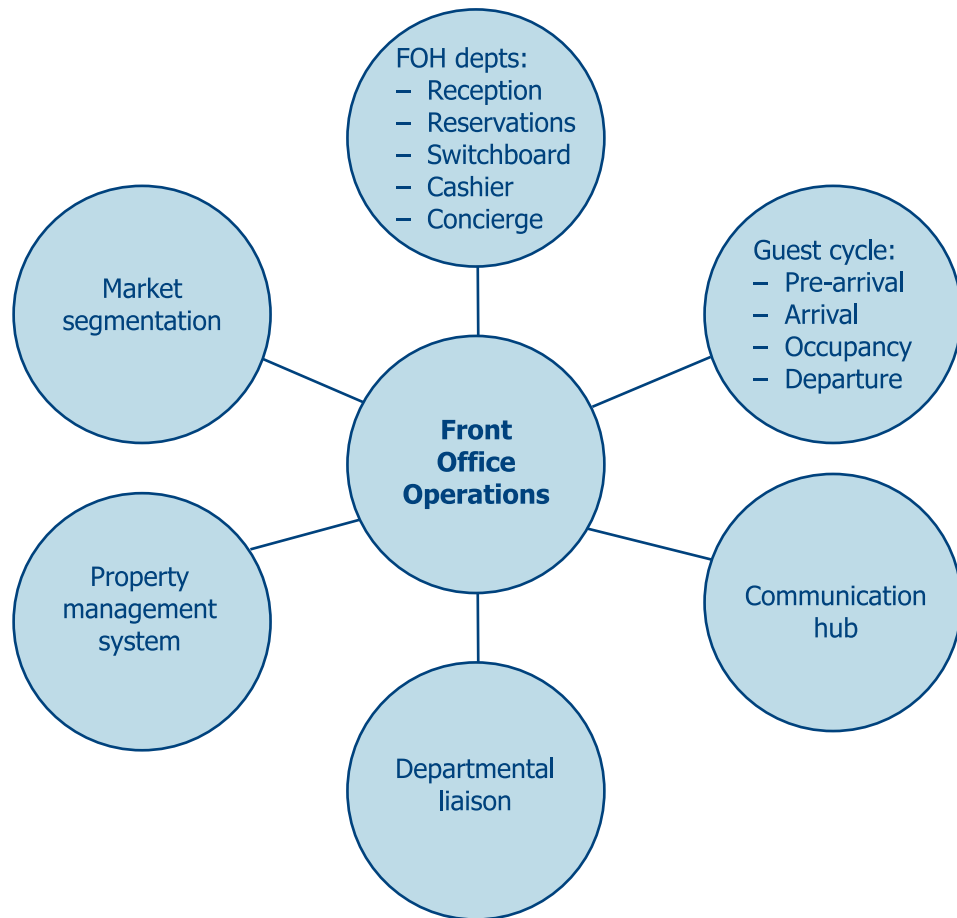 FOH depts:
– Reception
– Reservations
– Switchboard
– Cashier
– Concierge
Guest cycle:
– Pre-arrival
– Arrival
– Occupancy
– Departure
Market
segmentation
Front
Office
Operations
Property
management
system
Communication
hub
Departmental
liaison